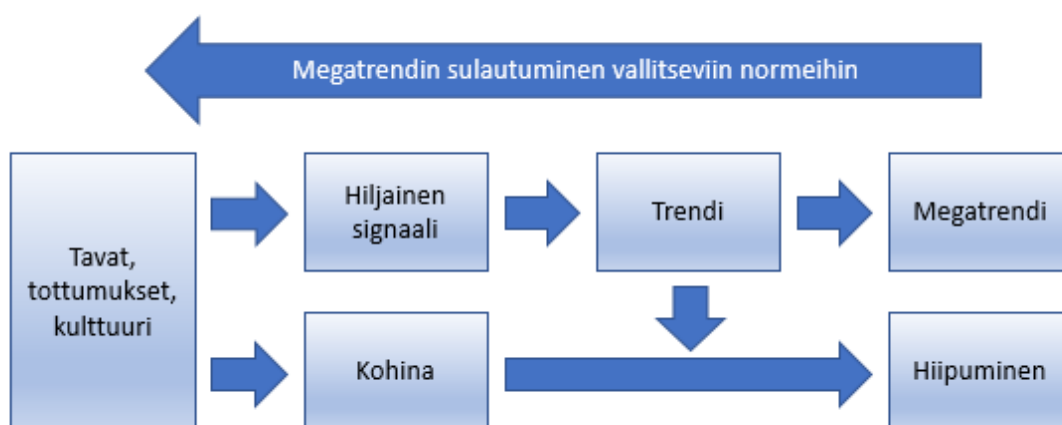 Megatrendin sulautuminen vallitseviin normeihin
Tavat,
tottumukset,
kulttuuri
Hiljainen
signaali
Trendi
Megatrendi
Kohina
Hiipuminen